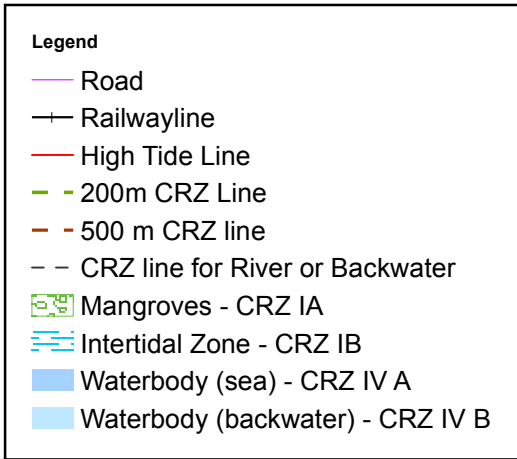 Legend
Road
Railwayline
High Tide Line
200m CRZ Line
500 m CRZ line
CRZ line for River or Backwater
Mangroves - CRZ IA
Intertidal Zone - CRZ IB
Waterbody (sea) - CRZ IV A
Waterbody (backwater) - CRZ IV B